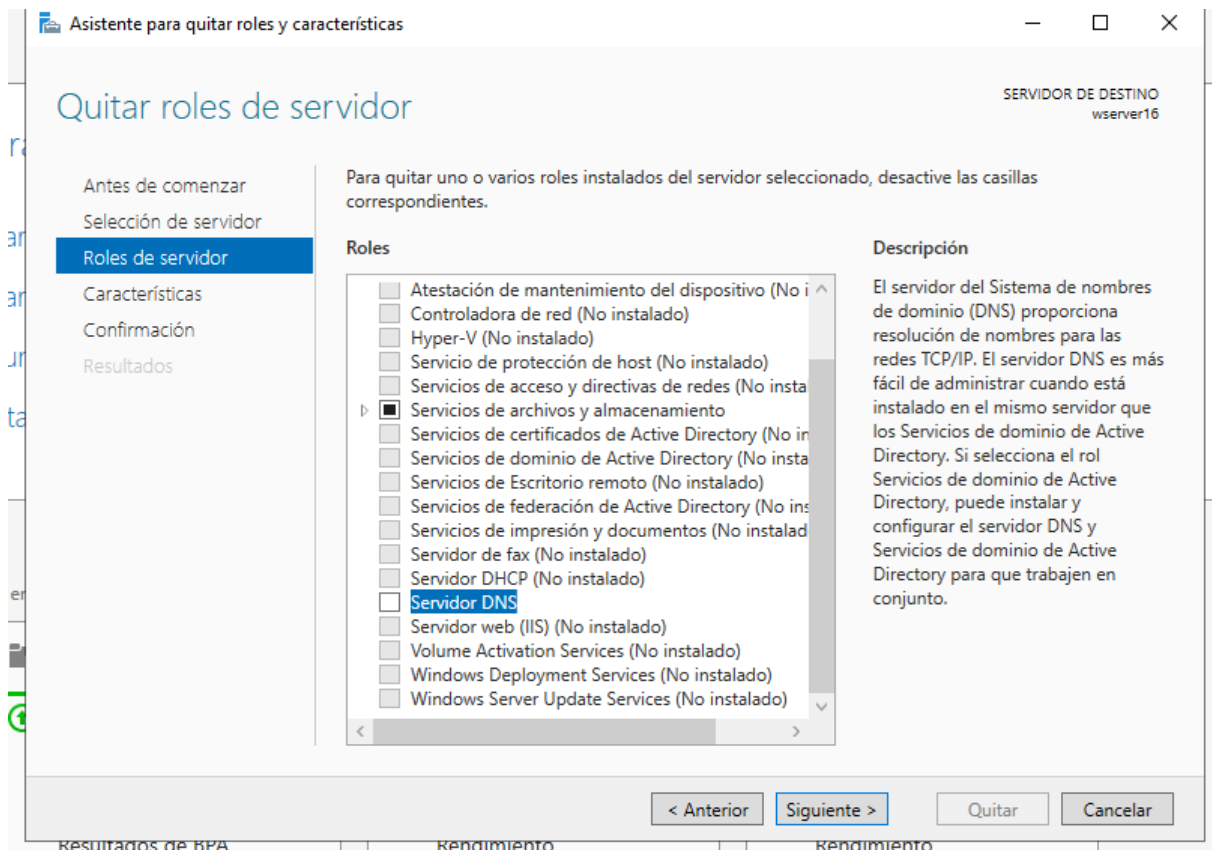 Asistente para quitar roles y características
Quitar roles de servidor
SERVIDOR DE DESTINO
wserver16
Antes de comenzar
Selección de servidor
Roles de servidor
Características
Confirmación
Resultados
Para quitar uno o varios roles instalados del servidor seleccionado, desactive las casillas
correspondientes.
Roles
Atestación de mantenimiento del dispositivo (No i
Controladora de red (No instalado)
Hyper-V (No instalado)
Servicio de protección de host (No instalado)
Servicios de acceso y directivas de redes (No insta
Servicios de archivos y almacenamiento
Servicios de certificados de Active Directory (No in
Servicios de dominio de Active Directory (No insta
Servicios de Escritorio remoto (No instalado)
Servicios de federación de Active Directory (No ins
Servicios de impresión y documentos (No instalad
Servidor de fax (No instalado)
Servidor DHCP (No instalado)
Servidor DNS
Servidor web (IIS) (No instalado)
Volume Activation Services (No instalado)
Windows Deployment Services (No instalado)
Windows Server Update Services (No instalado)
Descripción
El servidor del Sistema de nombres
de dominio (DNS) proporciona
resolución de nombres para las
redes TCP/IP. El servidor DNS es más
fácil de administrar cuando está
instalado en el mismo servidor que
los Servicios de dominio de Active
Directory. Si selecciona el rol
Servicios de dominio de Active
Directory, puede instalar y
configurar el servidor DNS y
Servicios de dominio de Active
Directory para que trabajen en
conjunto.
< Anterior
Siguiente >
Quitar
Cancelar
Resultados de BPA
Rendimiento
Rendimiento